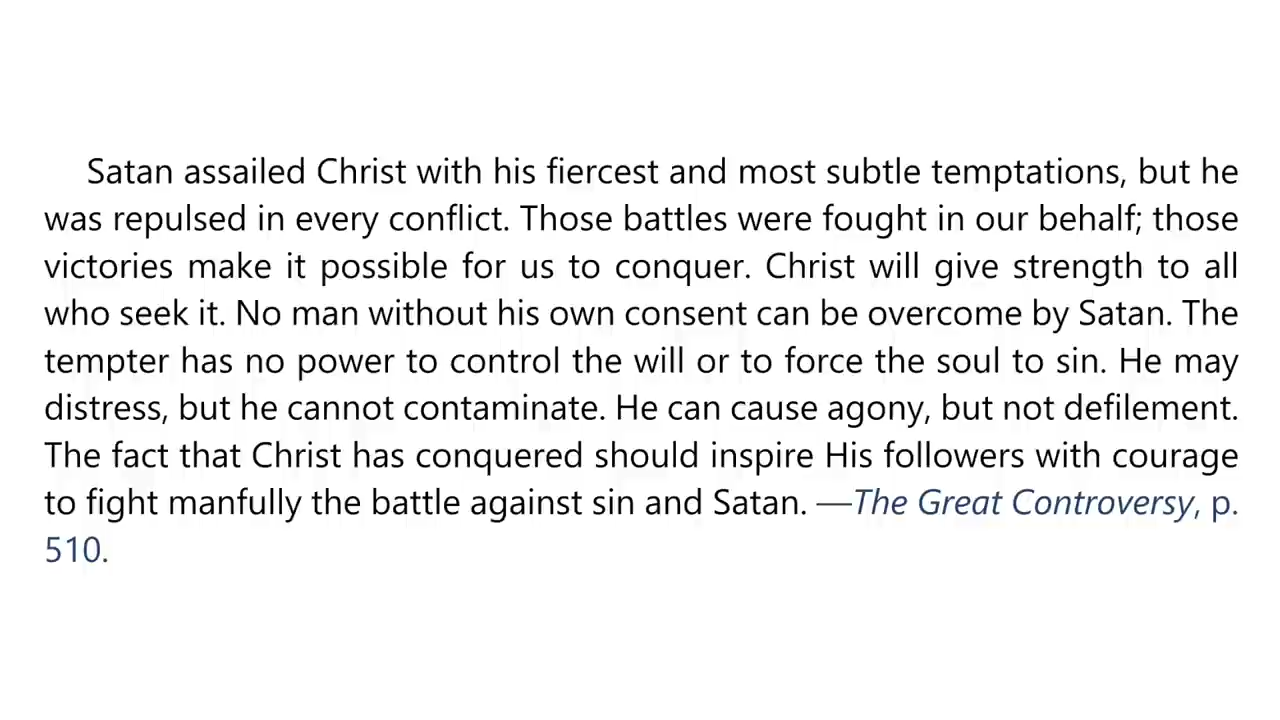 Satan assailed Christ with his fiercest and most subtle temptations, but he
was repulsed in every conflict. Those battles were fought in our behalf; those
victories make it possible for us to conquer. Christ will give strength to all
who seek it. No man without his own consent can be overcome by Satan. The
tempter has no power to control the will or to force the soul to sin. He may
distress, but he cannot contaminate. He can cause agony, but not defilement.
The fact that Christ has conquered should inspire His followers with courage
to fight manfully the battle against sin and Satan. —The Great Controversy, p.
510.